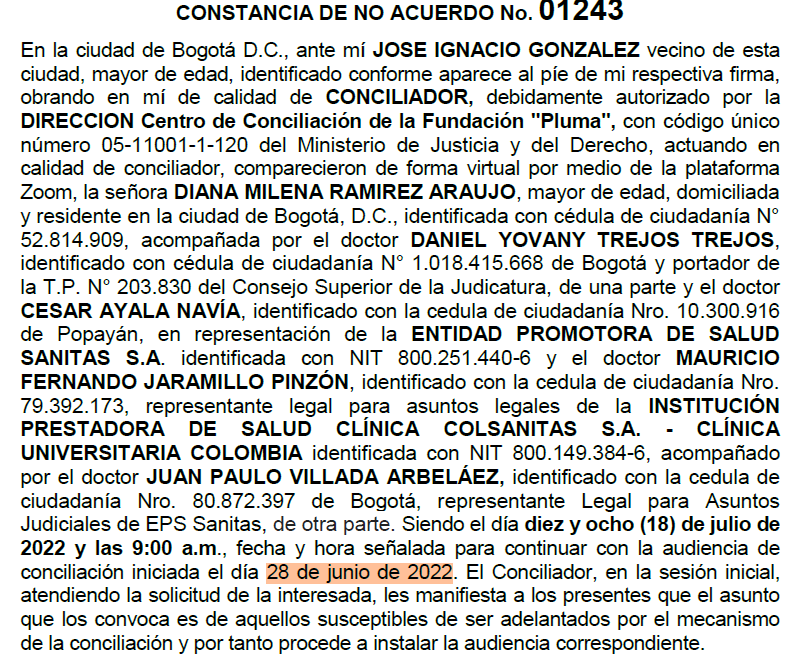 CONSTANCIA DE NO ACUERDO No. 01243
En la ciudad de Bogotá D.C., ante mí JOSE IGNACIO GONZALEZ vecino de esta
ciudad, mayor de edad, identificado conforme aparece al píe de mi respectiva firma,
obrando en mí de calidad de CONCILIADOR, debidamente autorizado por la
DIRECCION Centro de Conciliación de la Fundación "Pluma", con código único
número 05-11001-1-120 del Ministerio de Justicia y del Derecho, actuando en
calidad de conciliador, comparecieron de forma virtual por medio de la plataforma
Zoom, la señora DIANA MILENA RAMIREZ ARAUJO, mayor de edad, domiciliada
y residente en la ciudad de Bogotá, D.C., identificada con cédula de ciudadanía N°
52.814.909, acompañada por el doctor DANIEL YOVANY TREJOS TREJOS,
identificado con cédula de ciudadanía N° 1.018.415.668 de Bogotá y portador de
la T.P. N° 203.830 del Consejo Superior de la Judicatura, de una parte y el doctor
CESAR AYALA NAVÍA, identificado con la cedula de ciudadanía Nro. 10.300.916
de Popayán, en representación de la ENTIDAD PROMOTORA DE SALUD
SANITAS S.A. identificada con NIT 800.251.440-6 y el doctor MAURICIO
FERNANDO JARAMILLO PINZÓN, identificado con la cedula de ciudadanía Nro.
79.392.173, representante legal para asuntos legales de la INSTITUCIÓN
PRESTADORA DE SALUD CLÍNICA COLSANITAS S.A. - CLÍNICA
UNIVERSITARIA COLOMBIA identificada con NIT 800.149.384-6, acompañado
por el doctor JUAN PAULO VILLADA ARBELÁEZ, identificado con la cedula de
ciudadanía Nro. 80.872.397 de Bogotá, representante Legal para Asuntos
Judiciales de EPS Sanitas, de otra parte. Siendo el día diez y ocho (18) de julio de
2022 y las 9:00 a.m., fecha y hora señalada para continuar con la audiencia de
conciliación iniciada el día 28 de junio de 2022. El Conciliador, en la sesión inicial,
atendiendo la solicitud de la interesada, les manifiesta a los presentes que el asunto
que los convoca es de aquellos susceptibles de ser adelantados por el mecanismo
de la conciliación y por tanto procede a instalar la audiencia correspondiente.